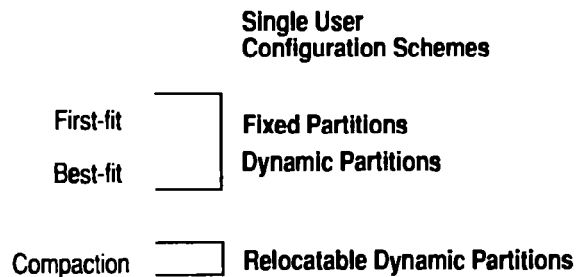 Single User
Configuration Schemes
First-fit
Fixed Partitions
Best-fit
Dynamic Partitions
Compaction
Relocatable Dynamic Partitions